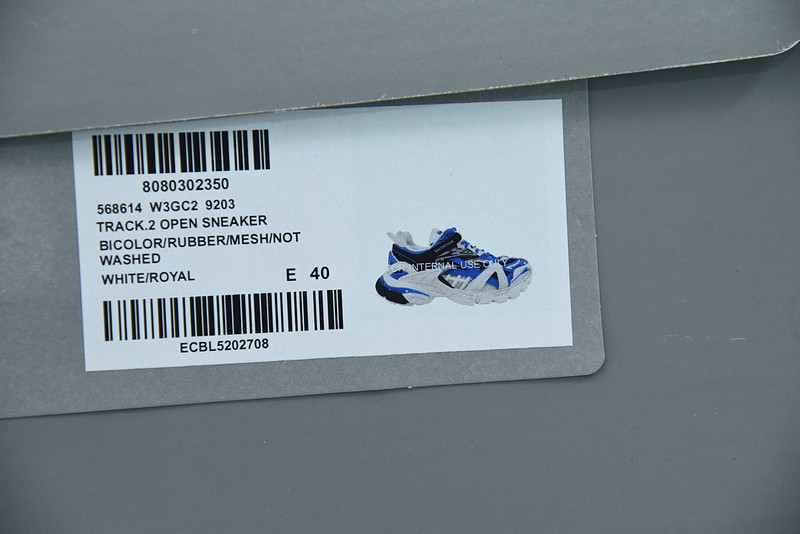 8080302350
568614 W3GC2 9203
TRACK.2 OPEN SNEAKER
BICOLOR/RUBBER/MESH/NOT
WASHED
WHITE/ROYAL E 40
ECBL5202708
INTERNAL USE ONLY